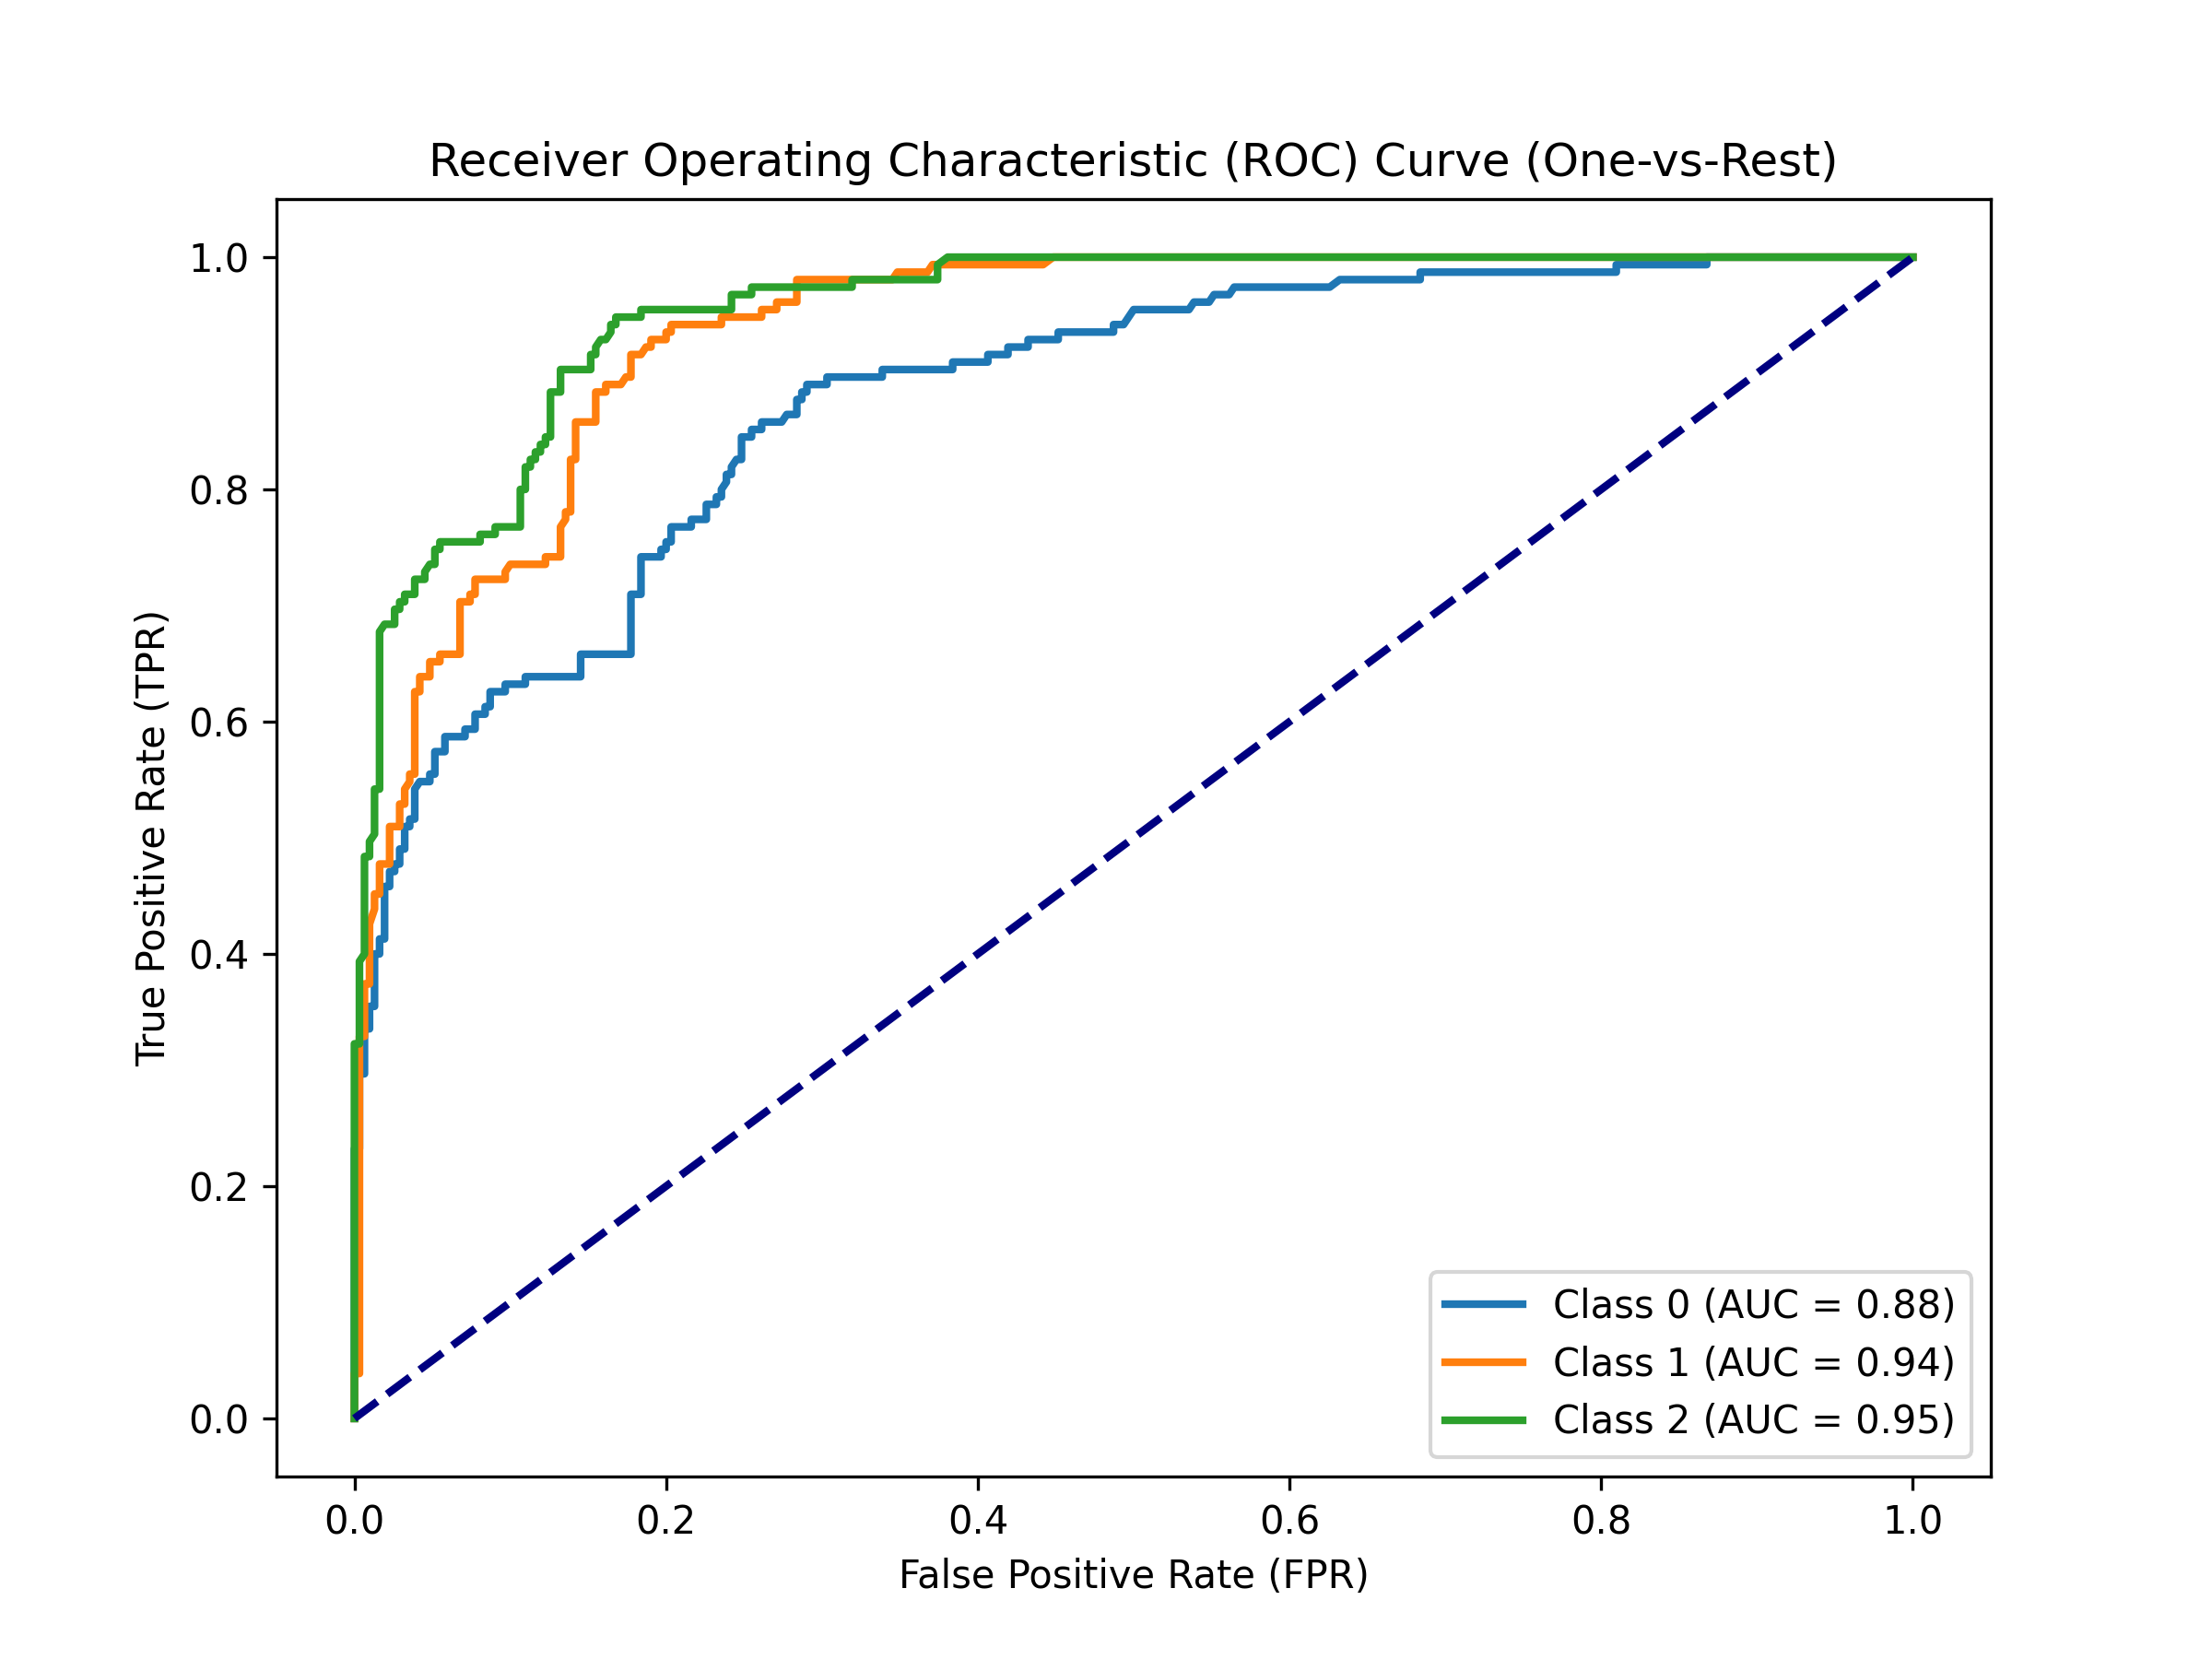 Receiver Operating Characteristic (ROC) Curve (One-vs-Rest)
1.0
0.8
0.6
0.4
0.2
0.0
True Positive Rate (TPR)
Class 0 (AUC = 0.88)
Class 1 (AUC = 0.94)
Class 2 (AUC = 0.95)
0.0 0.2 0.4 0.6 0.8 1.0
False Positive Rate (FPR)